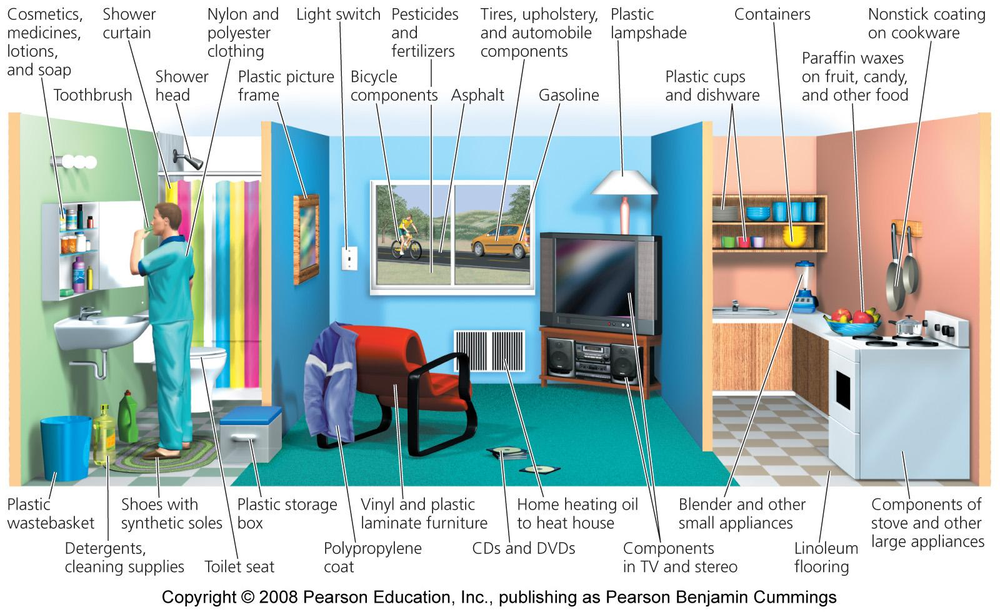 Cosmetics,
medicines,
lotions,
and soap
Shower
curtain
Nylon and
polyester
clothing
Light switch
Pesticides
and
fertilizers
Tires, upholstery,
and automobile
components
Plastic
lampshade
Containers
Nonstick coating
on cookware
Toothbrush
Shower
head
Plastic picture
frame
Bicycle
components
Asphalt
Gasoline
Plastic cups
and dishware
Paraffin waxes
on fruit, candy,
and other food
Plastic
wastebasket
Detergents,
cleaning supplies
Shoes with
synthetic soles
Toilet seat
Plastic storage
box
Polypropylene
coat
Vinyl and plastic
laminate furniture
CDs and DVDs
Home heating oil
to heat house
Components
in TV and stereo
Blender and other
small appliances
Linoleum
flooring
Components of
stove and other
large appliances
Copyright © 2008 Pearson Education, Inc., publishing as Pearson Benjamin Cummings